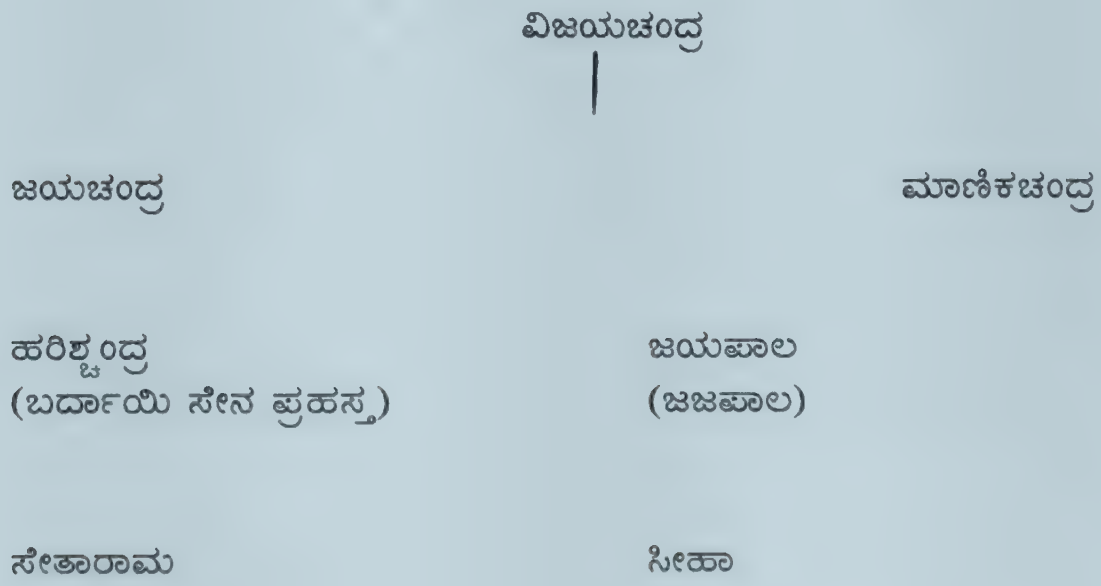 ವಿಜಯಚಂದ್ರ
ಜಯಚಂದ್ರ ಮಾಣಿಕಚಂದ್ರ
ಹರಿಶ್ಚಂದ್ರ ಜಯಪಾಲ
(ಬರ್ದಾಯಿ ಸೇನ ಪ್ರಹಸ್ತ) (ಜಜಪಾಲ)
ಸೇತಾರಾಮ ಸೀಹಾ